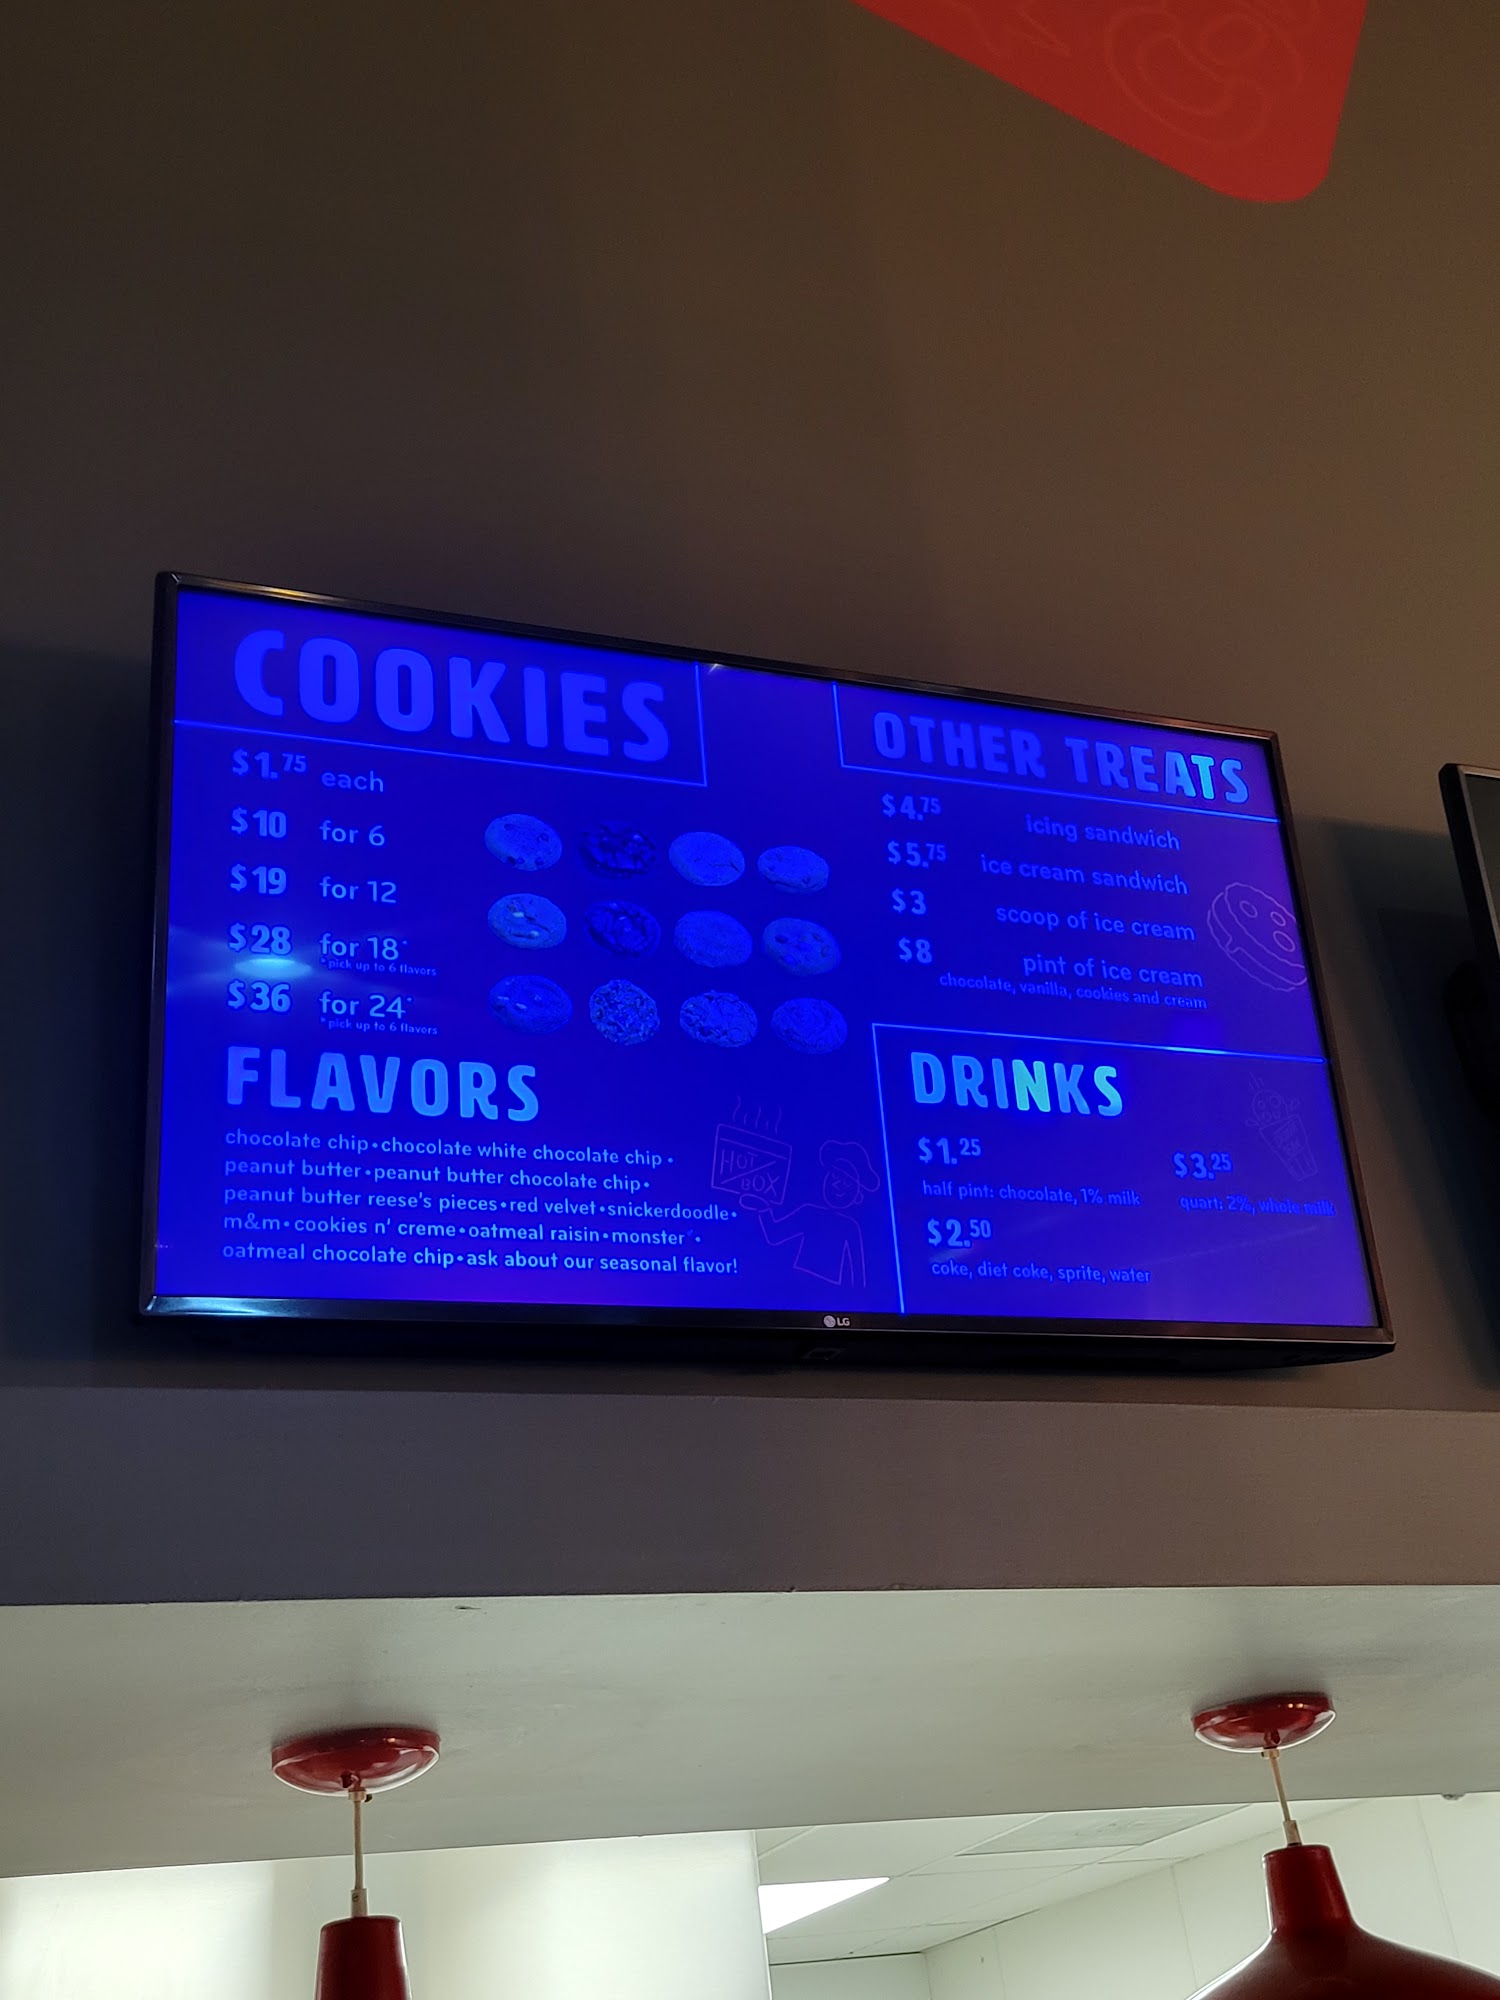 COOKIES
$1.75 each
$10 for 6
$19 for 12
$28 for 18*
*pick up to 6 flavors
$36 for 24*
*pick up to 6 flavors
FLAVORS
chocolate chip•chocolate white chocolate chip•
peanut butter•peanut butter chocolate chip•
peanut butter reese's pieces•red velvet•snickerdoodle•
m&m•cookies n' creme•oatmeal raisin•monster•
oatmeal chocolate chip•ask about our seasonal flavor!
HOT
BOX
OTHER TREATS
$4.75 icing sandwich
$5.75 ice cream sandwich
$3 scoop of ice cream
$8 pint of ice cream
chocolate, vanilla, cookies and cream
DRINKS
$1.25
half pint: chocolate, 1% milk
$3.25
quart: 2%, whole milk
$2.50
coke, diet coke, sprite, water
LG